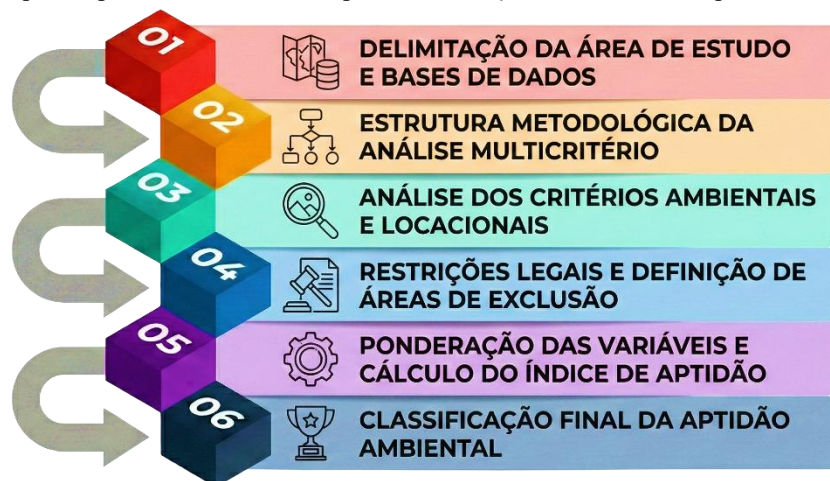 01
DELIMITAÇÃO DA ÁREA DE ESTUDO
E BASES DE DADOS
02
ESTRUTURA METODOLÓGICA DA
ANÁLISE MULTICRITÉRIO
03
ANÁLISE DOS CRITÉRIOS AMBIENTAIS
E LOCACIONAIS
04
RESTRIÇÕES LEGAIS E DEFINIÇÃO DE
ÁREAS DE EXCLUSÃO
05
PONDERAÇÃO DAS VARIÁVEIS E
CÁLCULO DO ÍNDICE DE APTIDÃO
06
CLASSIFICAÇÃO FINAL DA APTIDÃO
AMBIENTAL